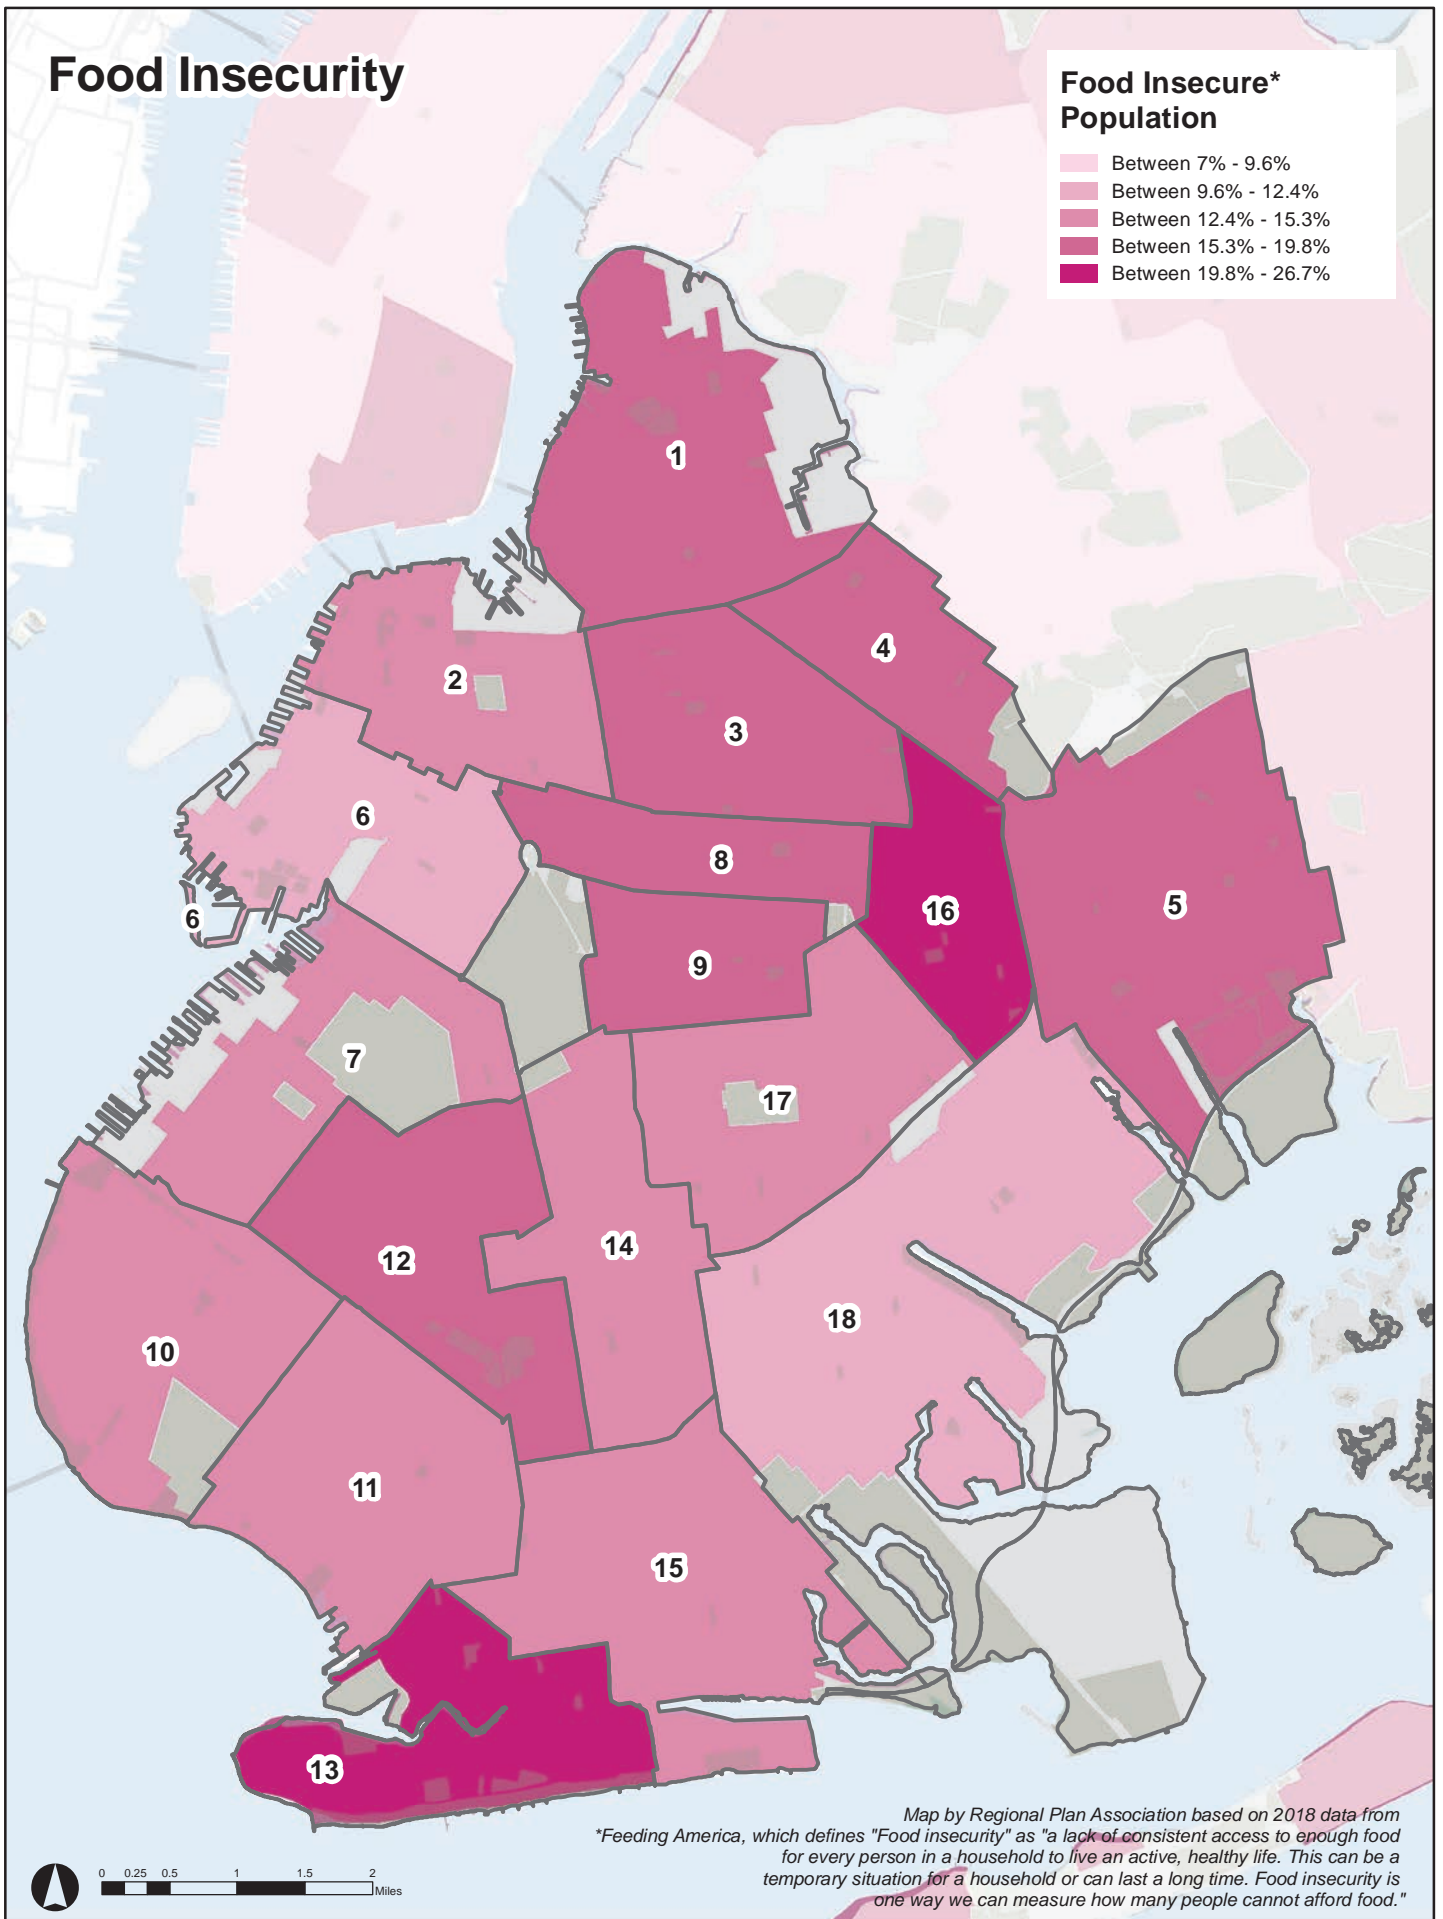 Food Insecurity
Food Insecure*
Population
Between 7% - 9.6%
Between 9.6% - 12.4%
Between 12.4% - 15.3%
Between 15.3% - 19.8%
Between 19.8% - 26.7%
1
4
2
3
6
8
5
16
6
9
7
17
14
12
18
10
11
15
13
Map by Regional Plan Association based on 2018 data from
*Feeding America, which defines "Food insecurity" as "a lack of consistent access to enough food
for every person in a household to live an active, healthy life. This can be a
temporary situation for a household or can last a long time. Food insecurity is
one way we can measure how many people cannot afford food."
0 0.25 0.5 1 1.5 2
Miles